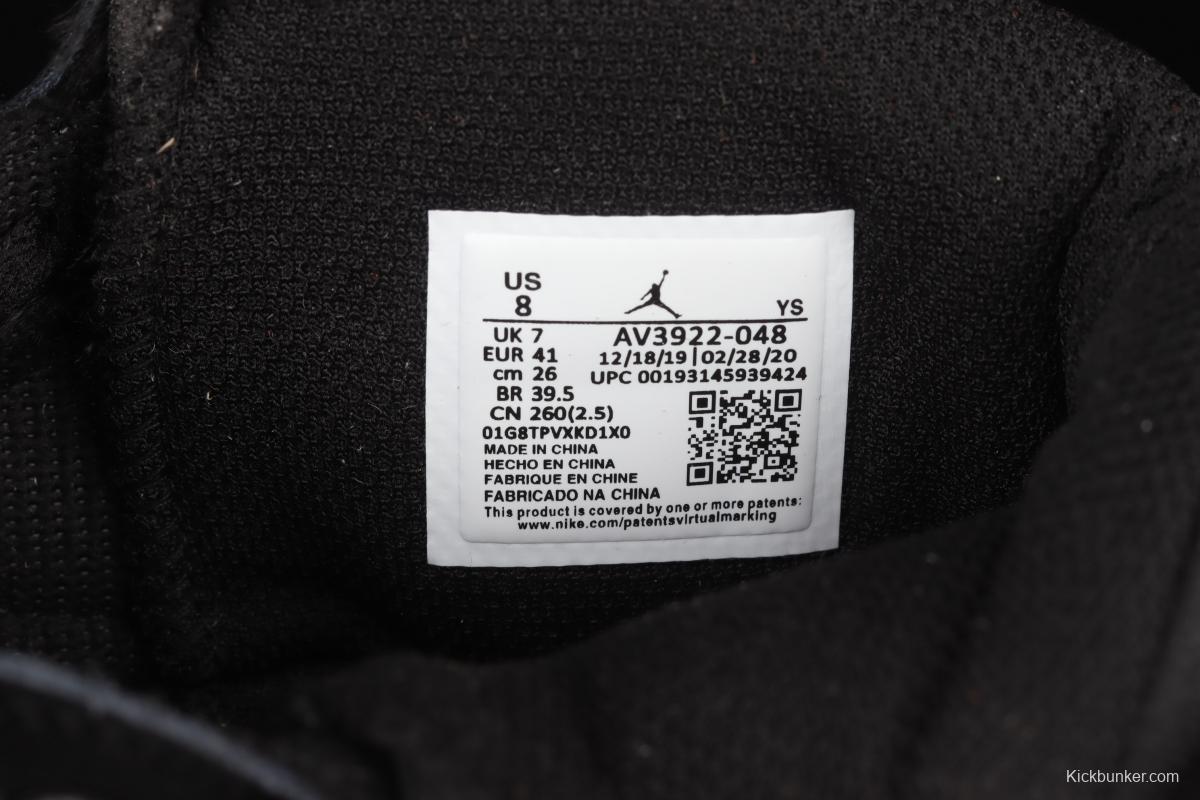 US
8
YS
UK 7
EUR 41
cm 26
BR 39.5
CN 260(2.5)
AV3922-048
12/18/19 | 02/28/20
UPC 00193145939424
01G8TPVXKD1X0
MADE IN CHINA
HECHO EN CHINA
FABRIQUE EN CHINE
FABRICADO NA CHINA
This product is covered by one or more patents:
www.nike.com/patentsvirtualmarking
Kickbunker.com